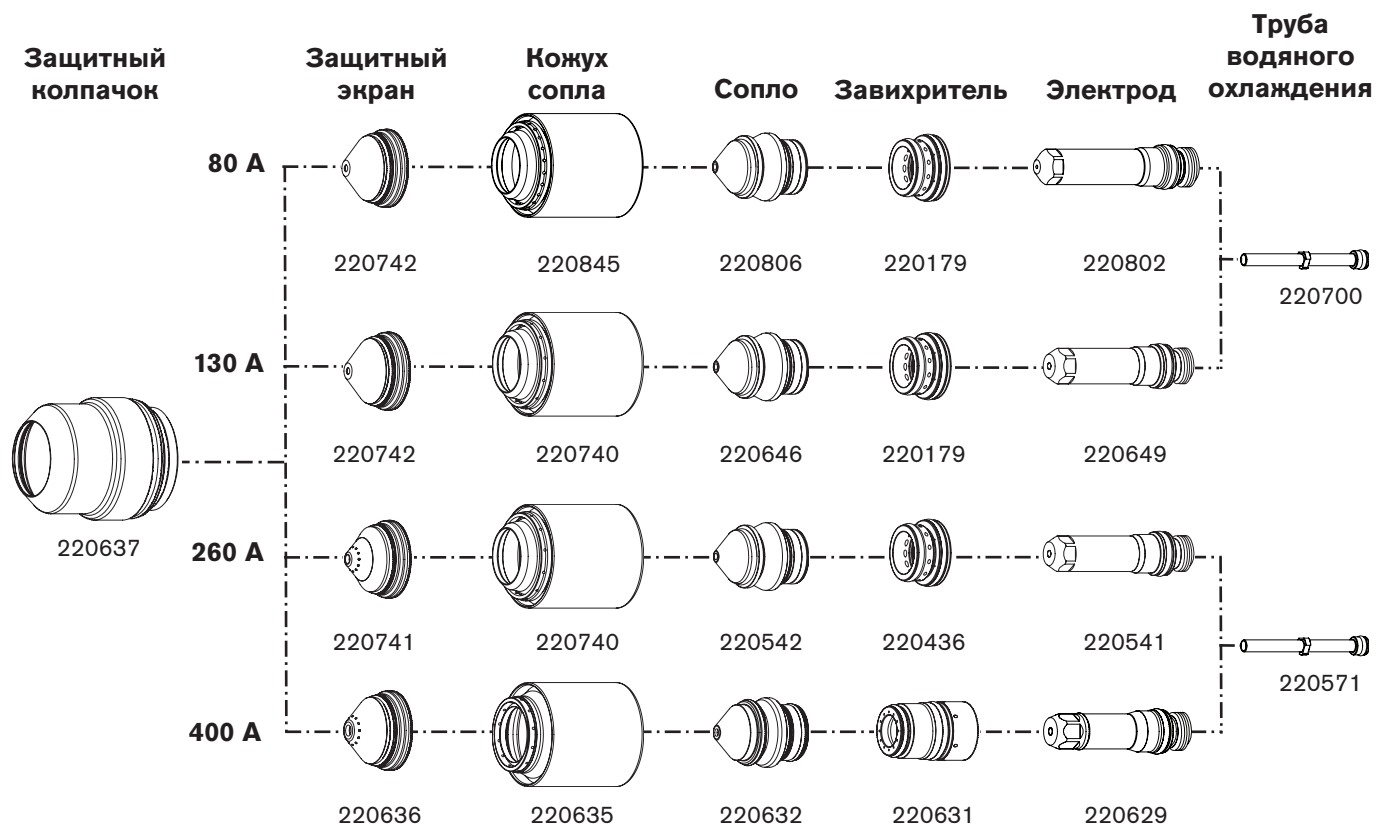 Защитный
колпачок
Защитный
экран
Кожух
сопла
Сопло
Завихритель
Электрод
Труба
водяного
охлаждения
80 А
220742
220845
220806
220179
220802
220700
130 А
220742
220740
220646
220179
220649
220637
260 А
220741
220740
220542
220436
220541
220571
400 А
220636
220635
220632
220631
220629